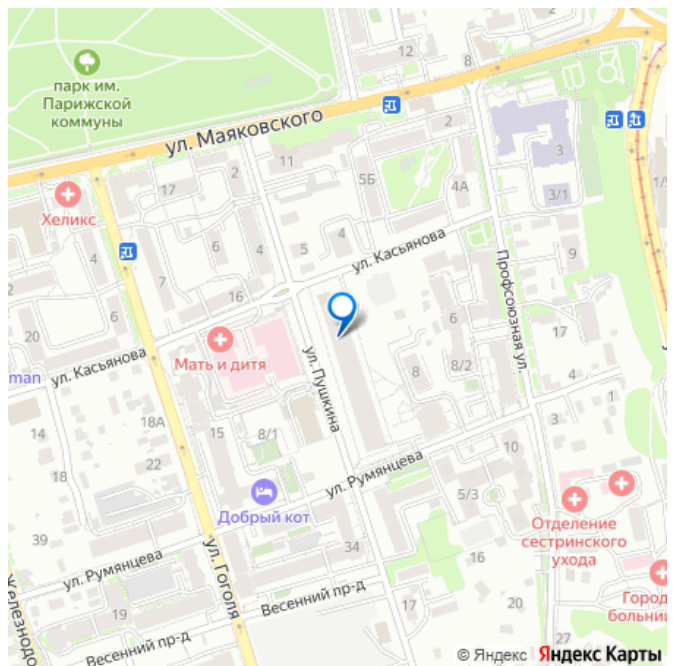 12
8
парк им.
Парижской
коммуны
ул. Маяковского
2
11
3
17
2
5Б
4А
3/1
1/5
Хеликс
4
6
4
5
4
ул. Касьянова
9
7
16
Профсоюзная ул.
20
6
17
Мать и дитя
man
ул. Касьянова
ул. Пушкина
8
8/2
4
1
14
18А
15
8/1
10
3
18
22
ул. Румянцева
5/3
Добрый кот
Отделение
сестринского
ухода
39
ул. Гоголя
34
16
ул. Румянцева
Весенний пр-д
17
20
Город
больни
19
Железнодо
Весенний пр-д
27
© Яндекс Яндекс Карты